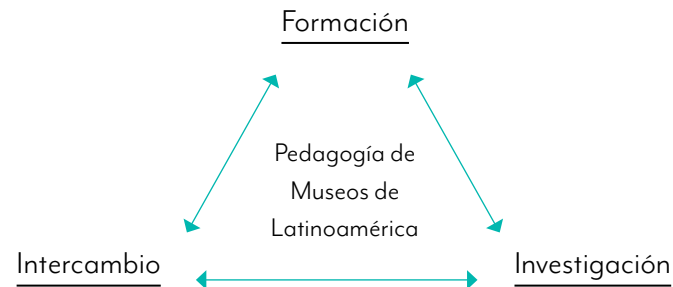 Formación
Pedagogía de
Museos de
Latinoamérica
Intercambio
Investigación